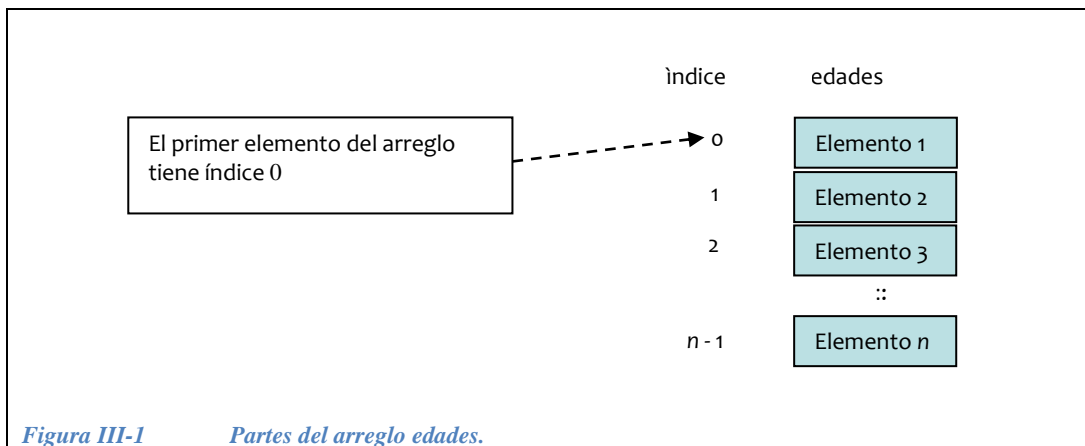 ìndice edades
El primer elemento del arreglo
tiene índice 0
0 Elemento 1
1 Elemento 2
2 Elemento 3
::
n - 1 Elemento n
Figura III-1 Partes del arreglo edades.